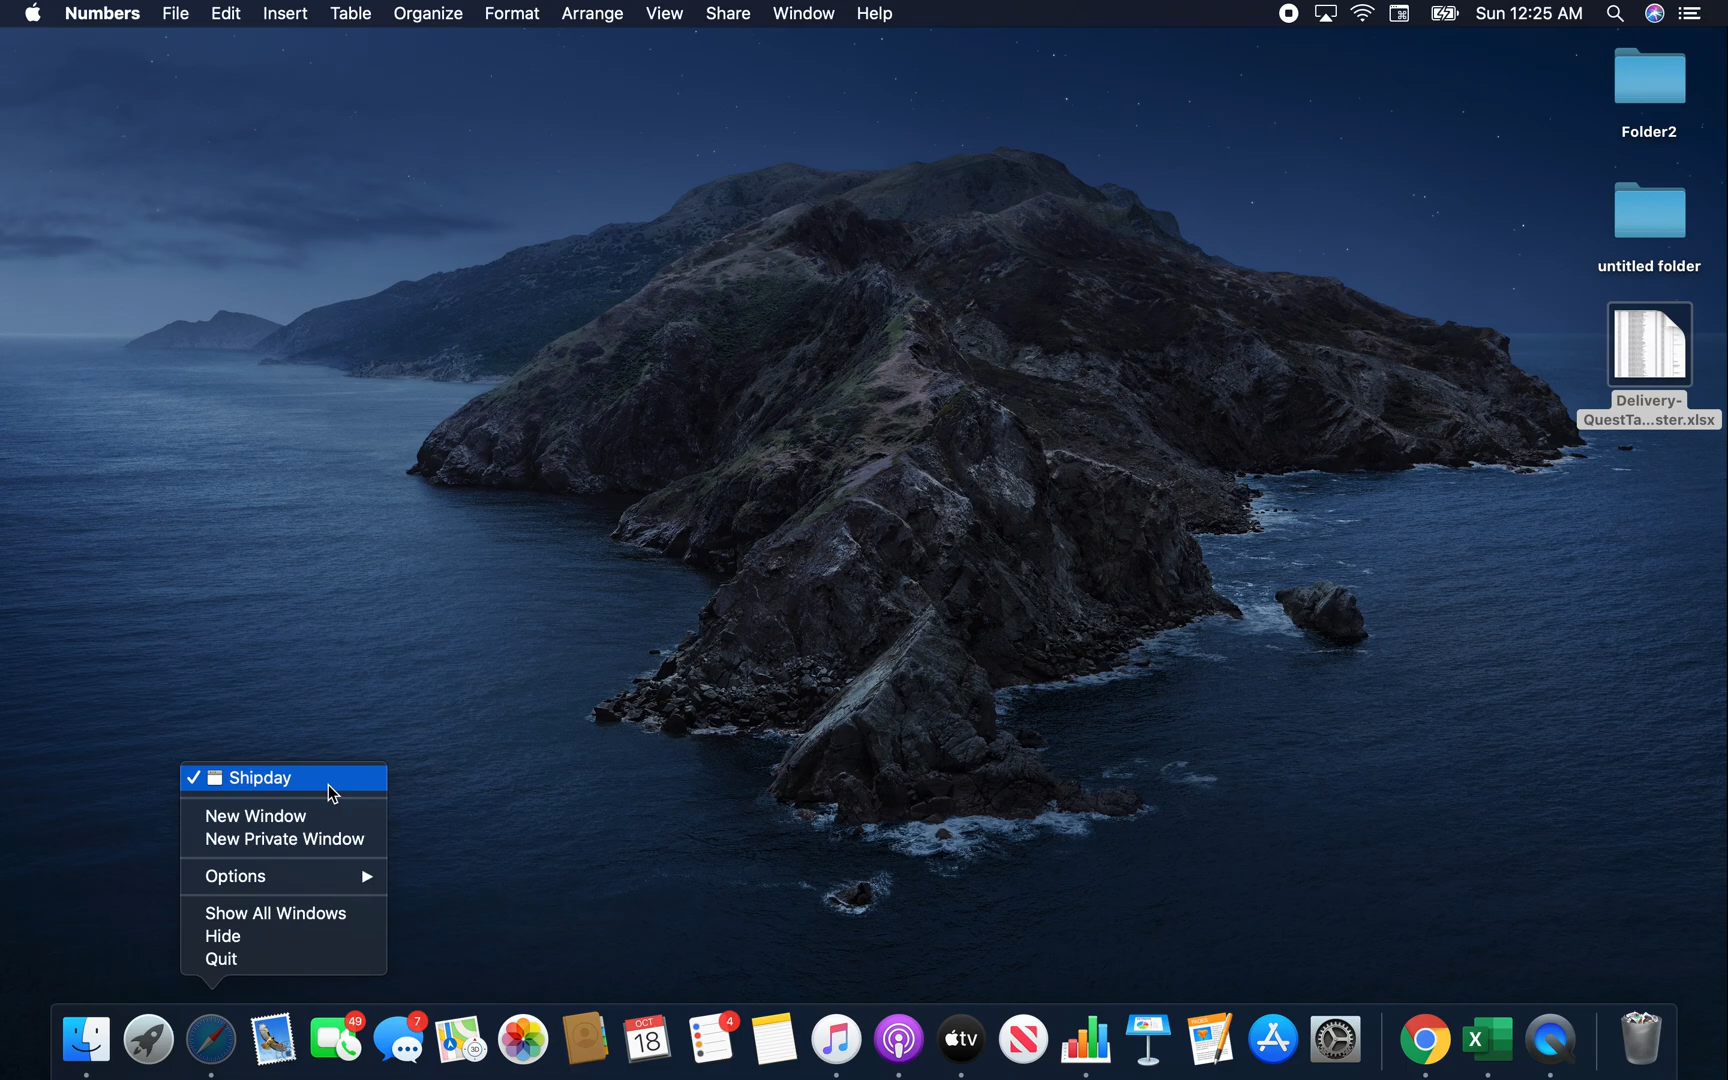 Numbers File Edit Insert Table Organize Format Arrange View Share Window Help Sun 12:25 AM
Folder2
untitled folder
Delivery-
QuestTa...ster.xlsx
Shipday
New Window
New Private Window
Options
Show All Windows
Hide
Quit
49
7
3D
OCT
18
4
tv
X